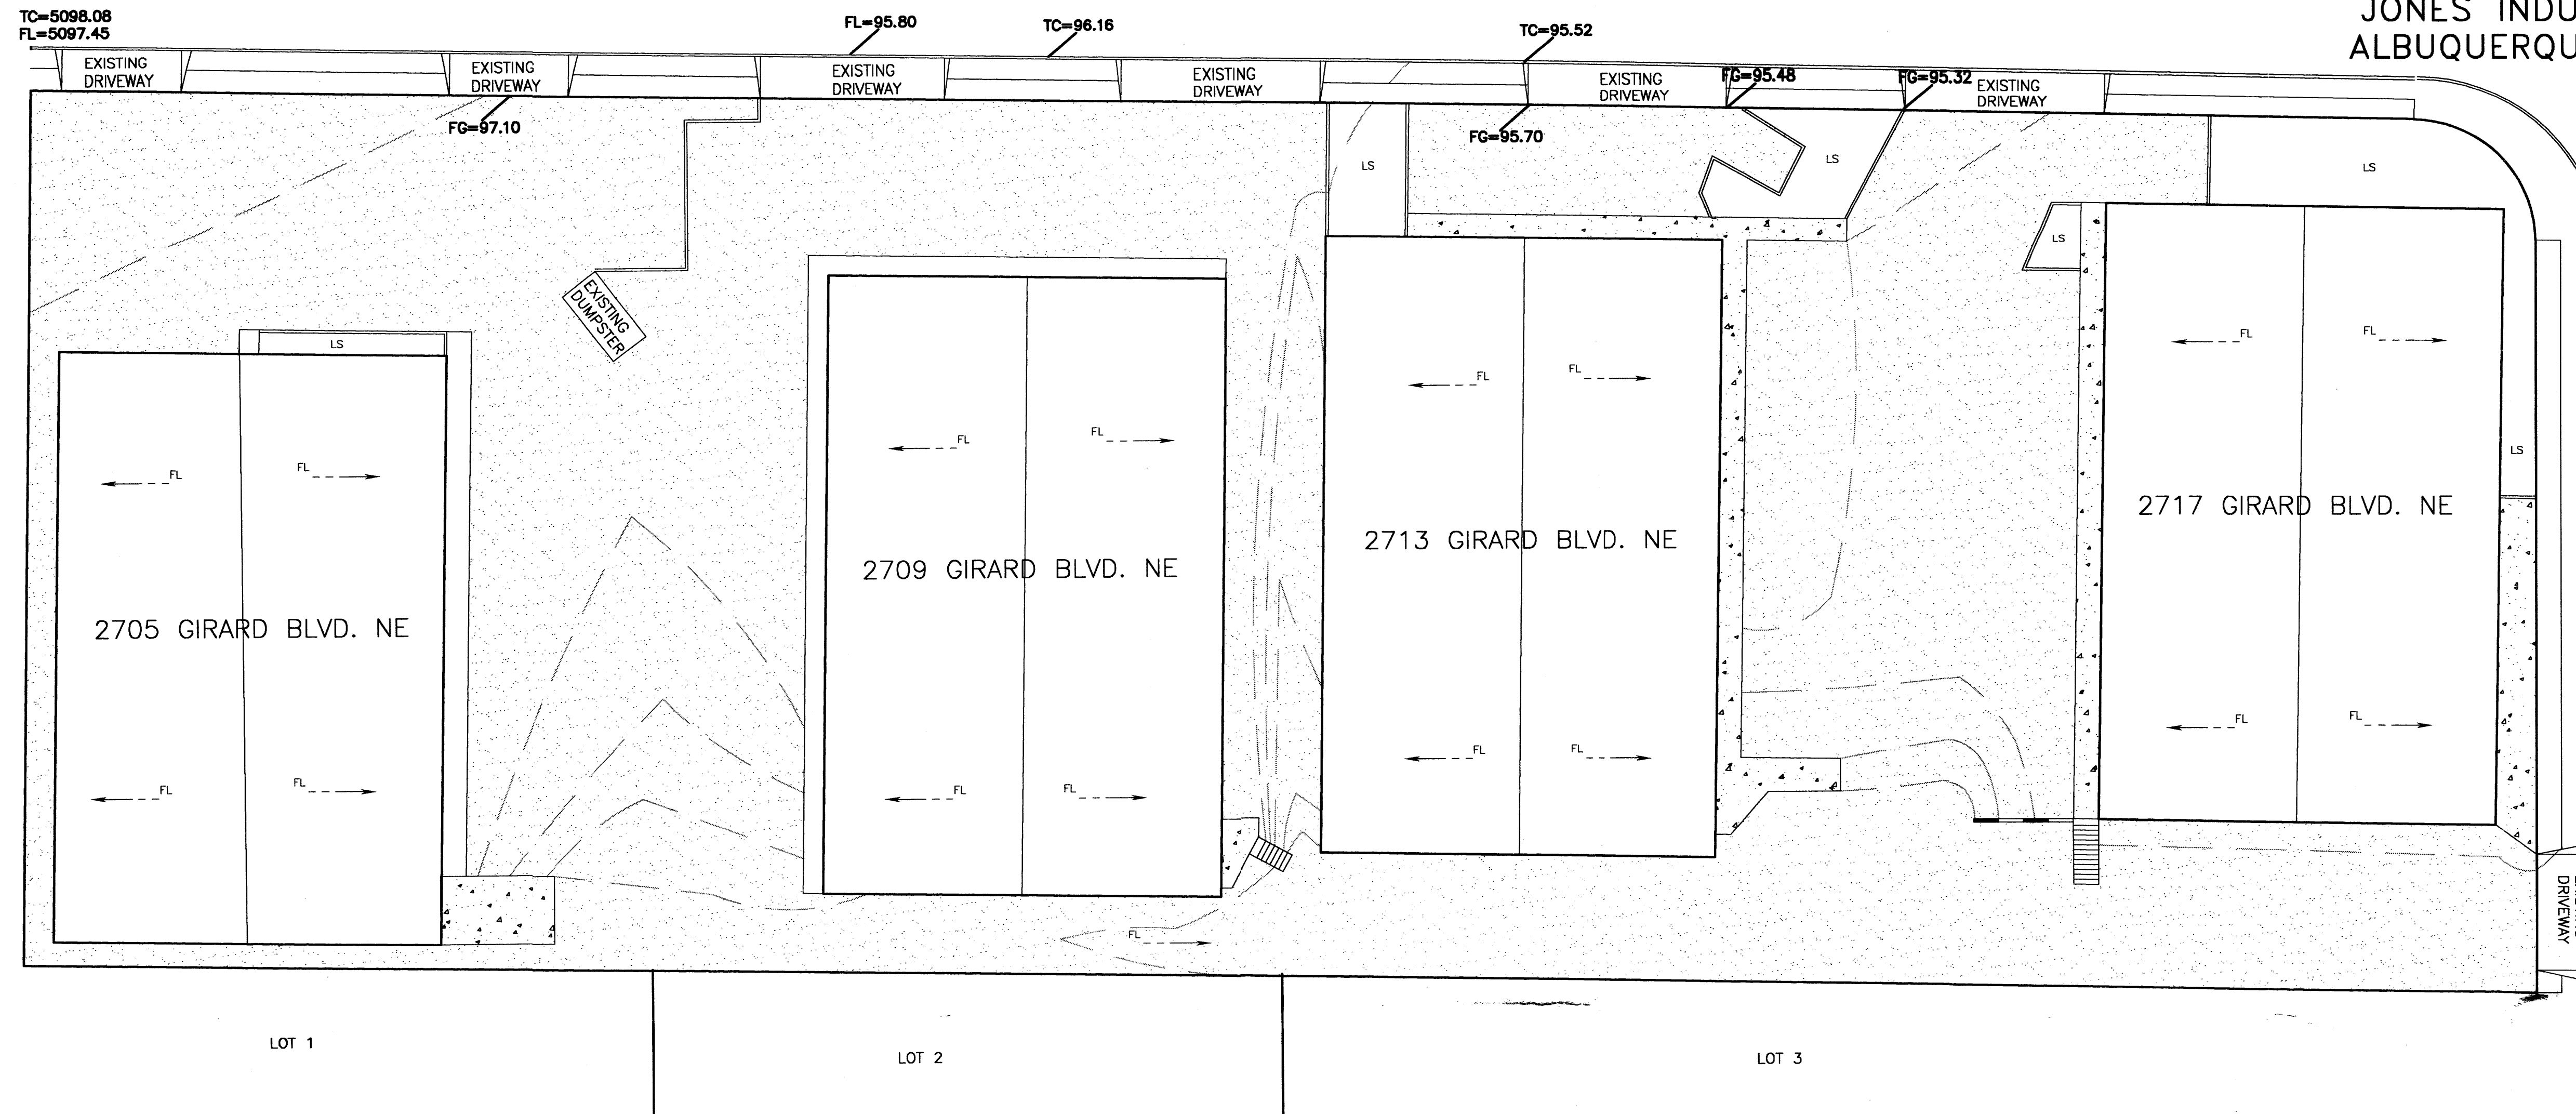 JONES INDU
ALBUQUERQU
TC=5098.08
FL=5097.45
FL=95.80
TC=96.16
TC=95.52
EXISTING
DRIVEWAY
EXISTING
DRIVEWAY
EXISTING
DRIVEWAY
EXISTING
DRIVEWAY
EXISTING
DRIVEWAY
FG=95.48
FG=95.32
EXISTING
DRIVEWAY
FG=97.10
FG=95.70
LS
LS
LS
LS
EXISTING
DUMPSTER
LS
FL
FL
FL
FL
FL
FL
FL
FL
LS
2705 GIRARD BLVD. NE
2709 GIRARD BLVD. NE
2713 GIRARD BLVD. NE
2717 GIRARD BLVD. NE
FL
FL
FL
FL
FL
FL
FL
FL
FL
DRIVEWAY
LOT 1
LOT 2
LOT 3